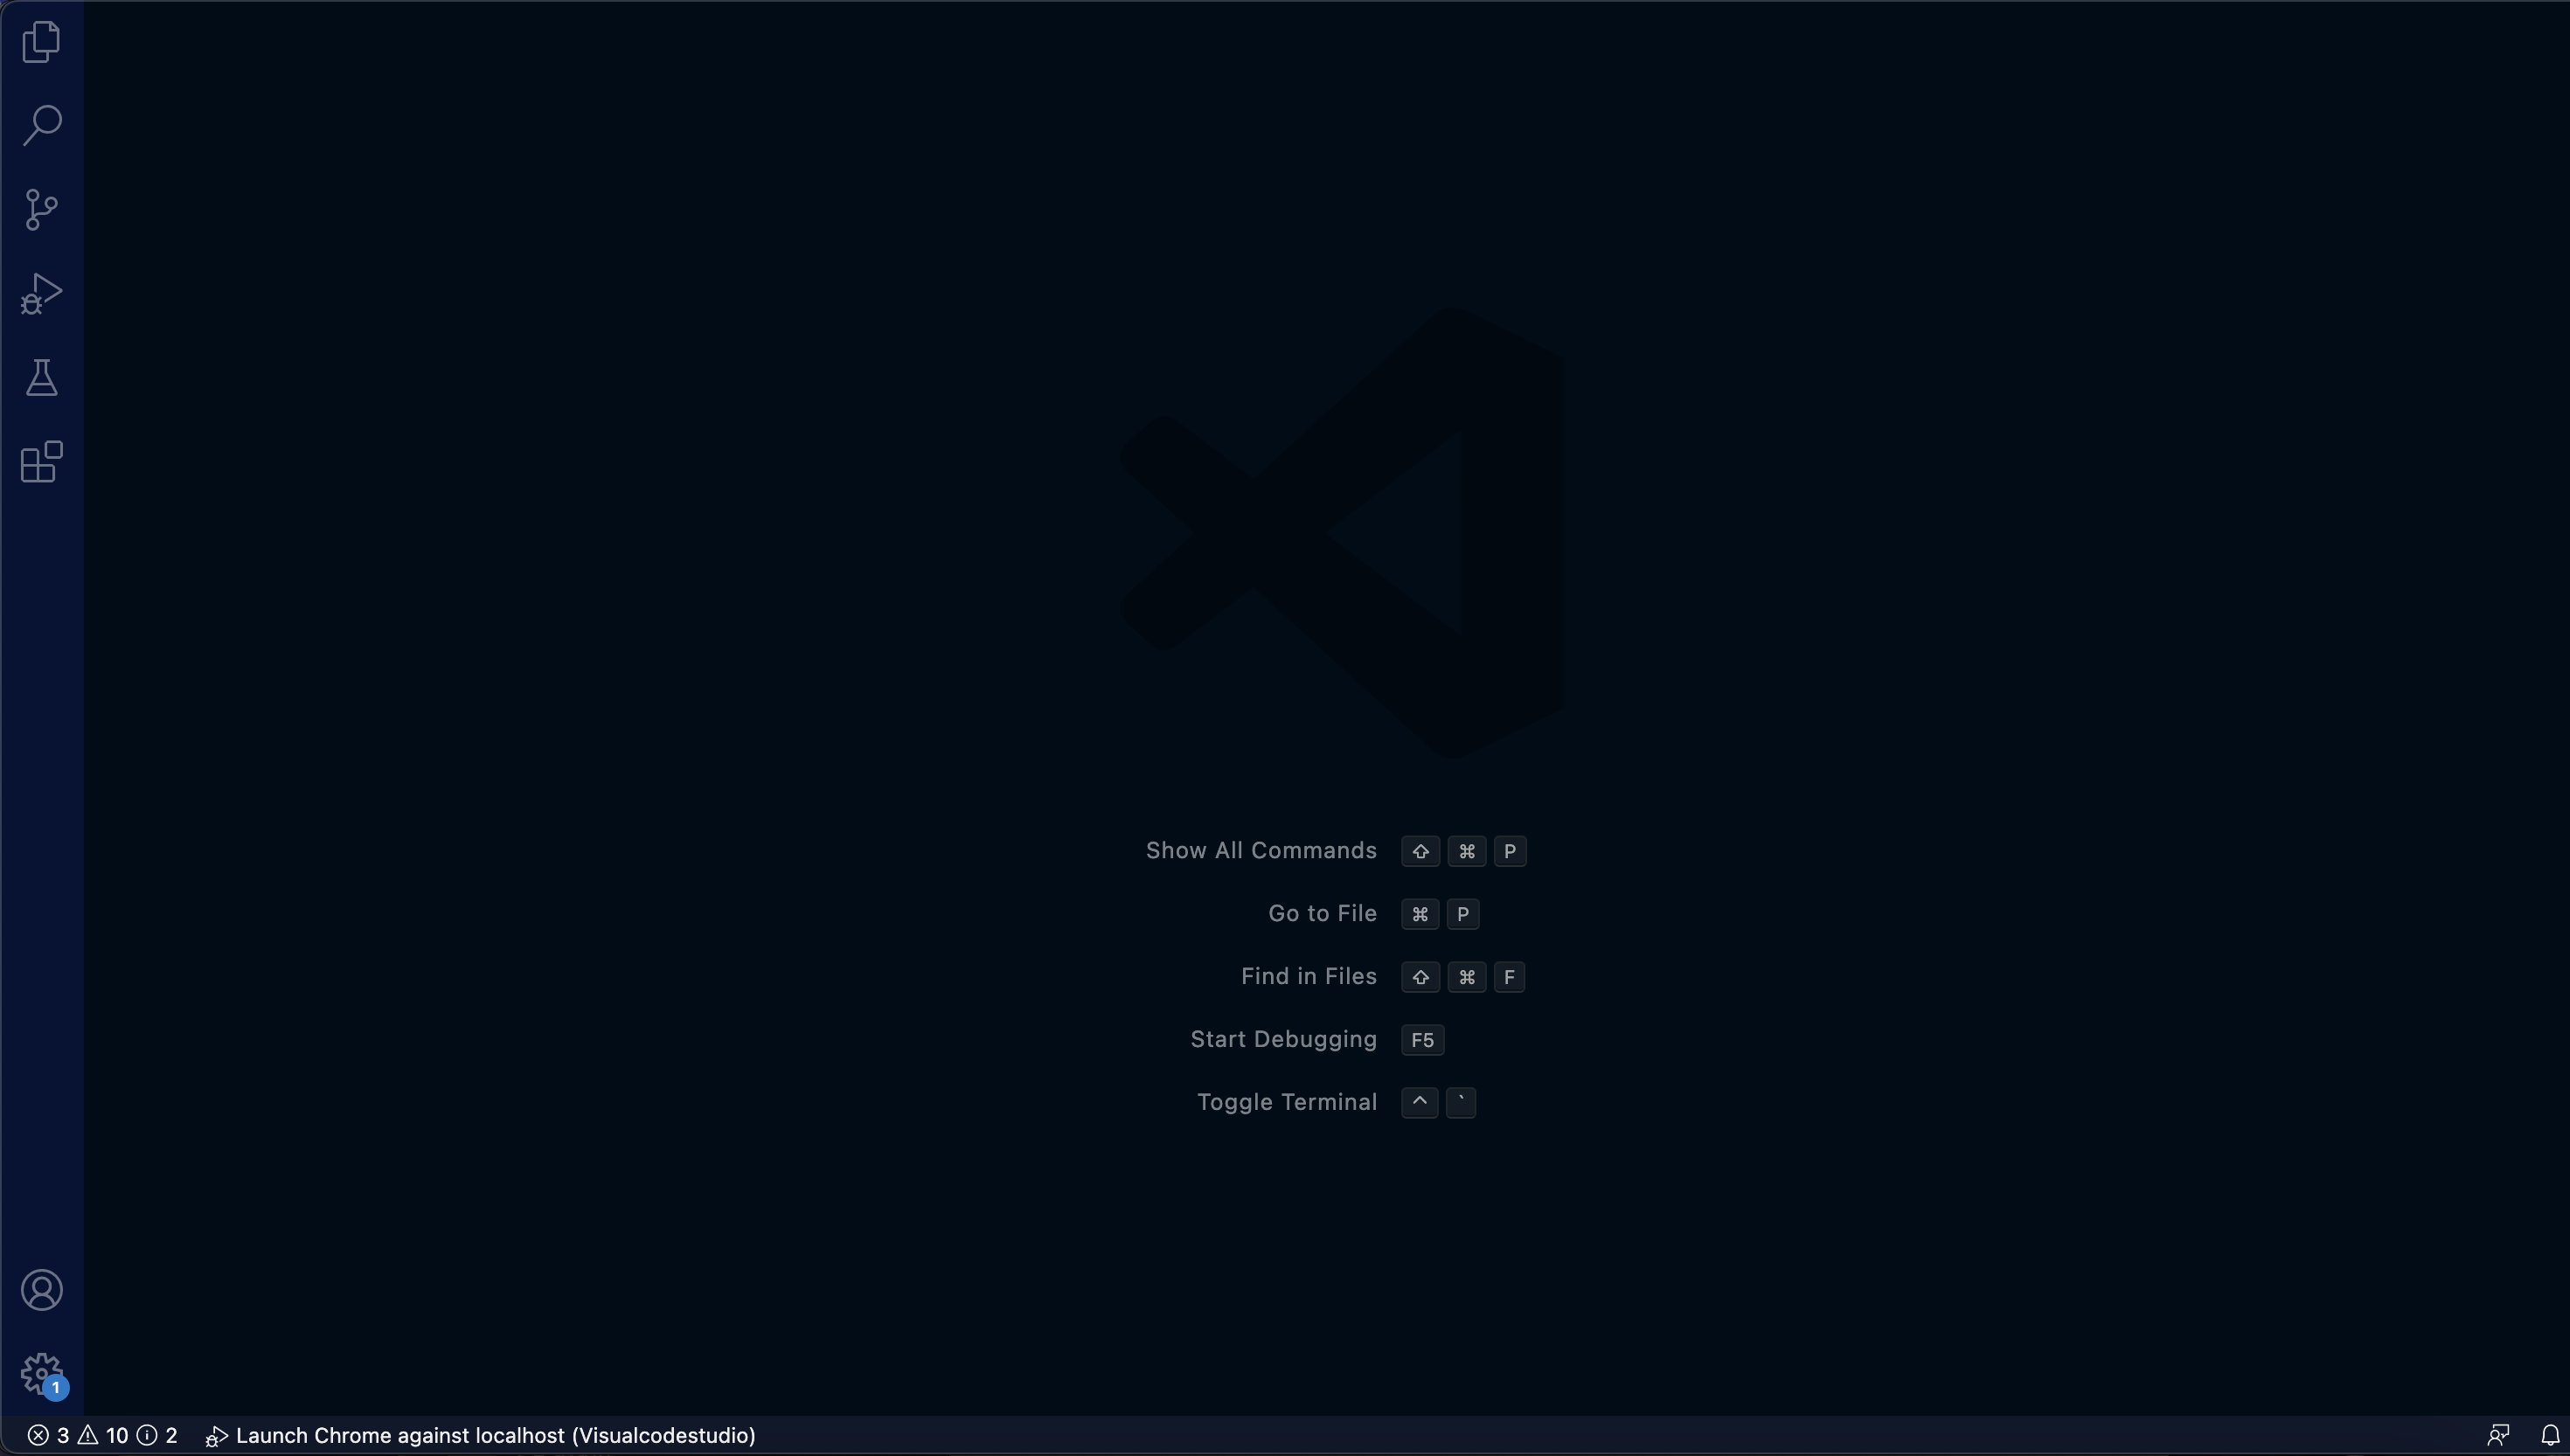 Show All Commands ⇧ ⌘ P
Go to File ⌘ P
Find in Files ⇧ ⌘ F
Start Debugging F5
Toggle Terminal ^ `
1
3 10 2 Launch Chrome against localhost (Visualcodestudio)